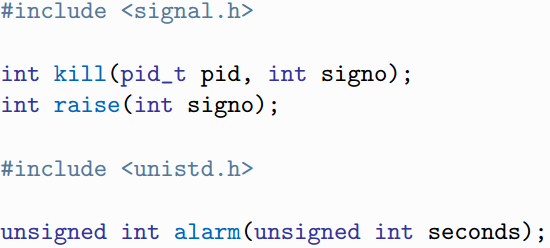 #include <signal.h>
int kill(pid_t pid, int signo);
int raise(int signo);
#include <unistd.h>
unsigned int alarm(unsigned int seconds);